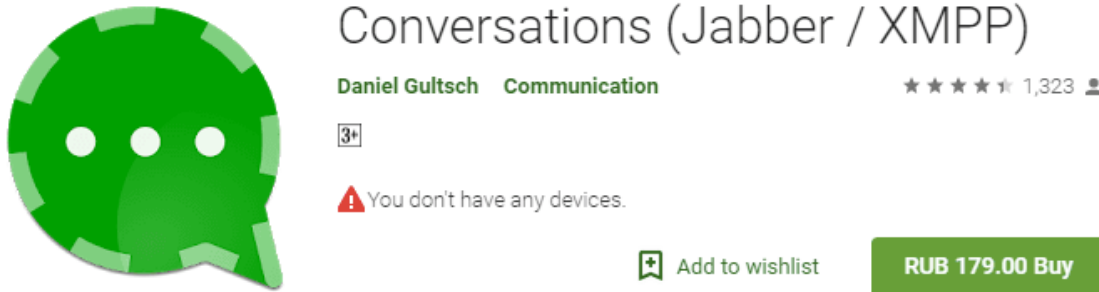 Conversations (Jabber / XMPP)
Daniel Gultsch Communication 1,323
3+
You don't have any devices.
Add to wishlist RUB 179.00 Buy